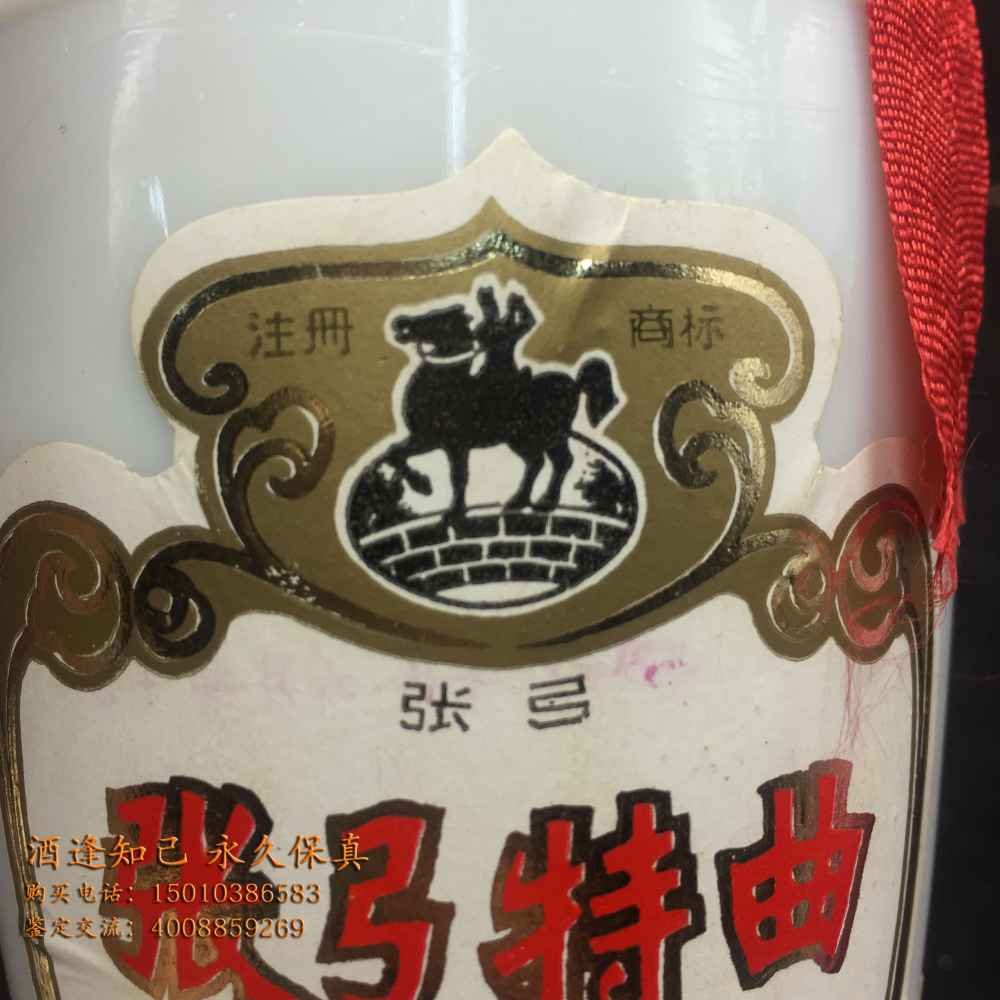 注册 商标
张弓
张弓特曲
酒逢知己 永久保真
购买电话：15010386583
鉴定交流：4008859269